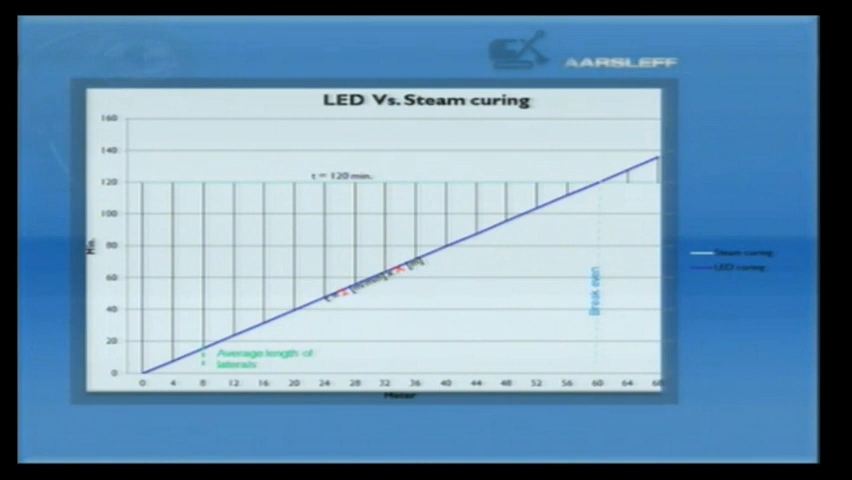 AARSLEFF
LED Vs. Steam curing
160
140
t = 120 min.
120
100
Min.
80
60
40
20
0
Break even
Average length of
laterals
0 4 8 12 16 20 24 28 32 36 40 44 48 52 56 60 64 68
Meter
Steam curing
LED curing